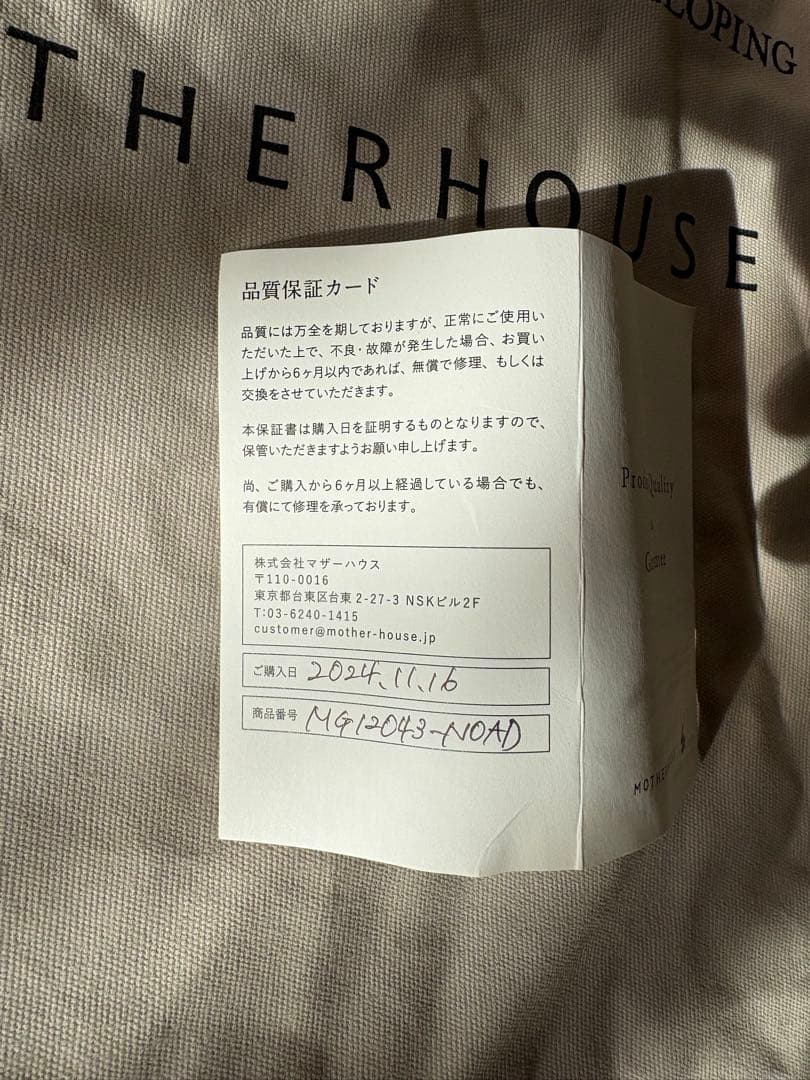 LOPING
THERHOUSE
品質保証カード
品質には万全を期しておりますが、正常にご使用い
ただいた上で、不良・故障が発生した場合、お買い
上げから6ヶ月以内であれば、無償で修理、もしくは
交換をさせていただきます。
本保証書は購入日を証明するものとなりますので、
保管いただきますようお願い申し上げます。
尚、ご購入から6ヶ月以上経過している場合でも、
有償にて修理を承っております。
株式会社マザーハウス
〒110-0016
東京都台東区台東2-27-3 NSKビル2F
T:03-6240-1415
customer@mother-house.jp
ご購入日 2024.11.16
商品番号 MG12043-NOAD
Quality
MOTHE